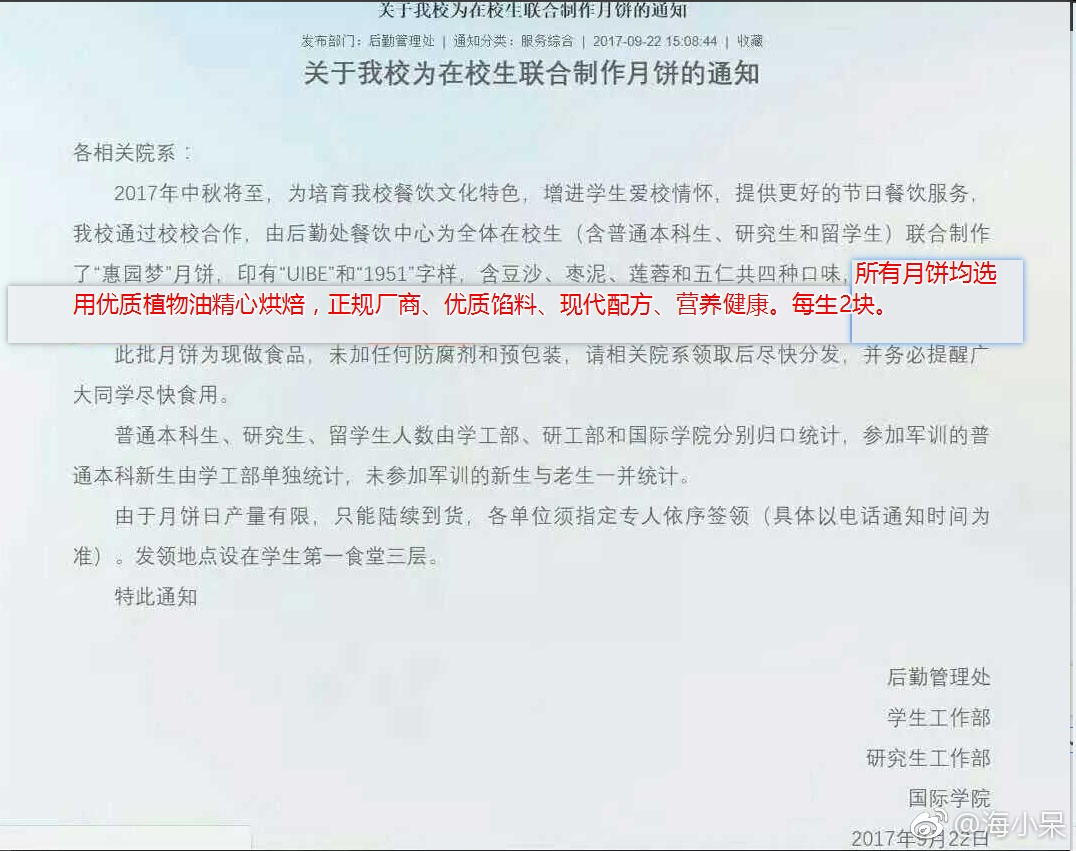 关于我校为在校生联合制作月饼的通知
发布部门：后勤管理处 | 通知分类：服务综合 | 2017-09-22 15:08:44 | 收藏
关于我校为在校生联合制作月饼的通知
各相关院系：
2017年中秋将至，为培育我校餐饮文化特色，增进学生爱校情怀，提供更好的节日餐饮服务，
我校通过校校合作，由后勤处餐饮中心为全体在校生（含普通本科生、研究生和留学生）联合制作
了“惠园梦”月饼，印有“UIBE”和“1951”字样，含豆沙、枣泥、莲蓉和五仁共四种口味，所有月饼均选
用优质植物油精心烘焙，正规厂商、优质馅料、现代配方、营养健康。每生2块。
此批月饼为现做食品，未加任何防腐剂和预包装，请相关院系领取后尽快分发，并务必提醒广
大同学尽快食用。
普通本科生、研究生、留学生人数由学工部、研工部和国际学院分别归口统计，参加军训的普
通本科新生由学工部单独统计，未参加军训的新生与老生一并统计。
由于月饼日产量有限，只能陆续到货，各单位须指定专人依序签领（具体以电话通知时间为
准）。发领地点设在学生第一食堂三层。
特此通知
后勤管理处
学生工作部
研究生工作部
国际学院
2017年9月22日
@海小呆